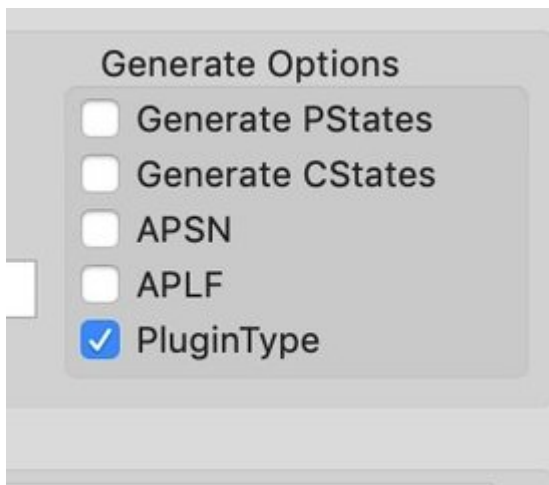 Generate Options
Generate PStates
Generate CStates
APSN
APLF
PluginType